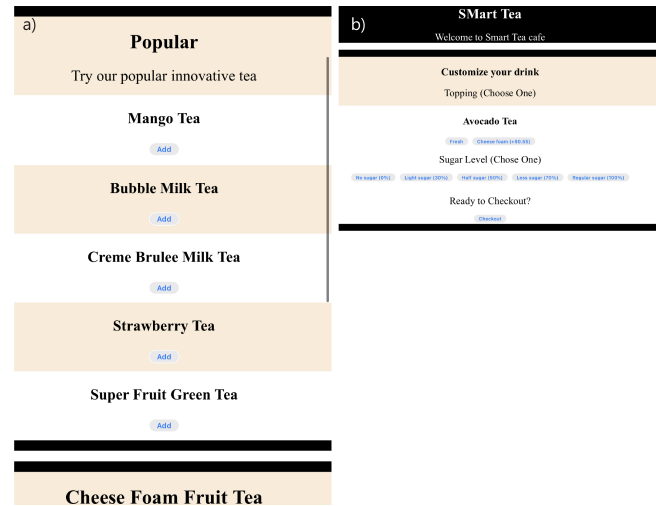 a)
Popular
Try our popular innovative tea
Mango Tea
Add
Bubble Milk Tea
Add
Creme Brulee Milk Tea
Add
Strawberry Tea
Add
Super Fruit Green Tea
Add
Cheese Foam Fruit Tea
b)
SMart Tea
Welcome to Smart Tea cafe
Customize your drink
Topping (Choose One)
Avocado Tea
Fresh Cheese foam (+$0.55)
Sugar Level (Chose One)
No sugar (0%) Light sugar (30%) Half sugar (50%) Less sugar (70%) Regular sugar (100%)
Ready to Checkout?
Checkout